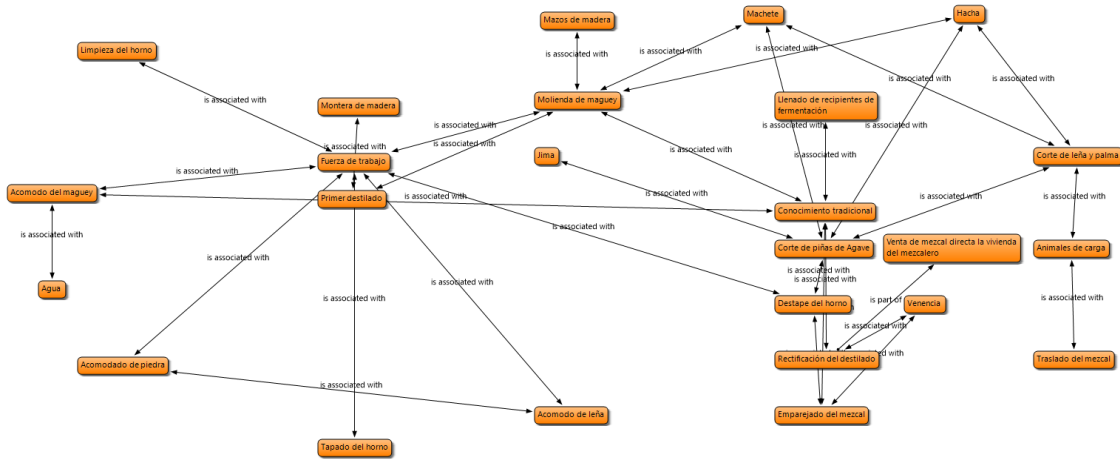 Mazos de madera
Machete
Hacha
Limpieza del horno
is associated with
is associated with
is associated with
is associated with
is associated with
Molienda de maguey
Llenado de recipientes de
fermentación
is associated with
Montera de madera
is associated with
is associated with
is associated with
is associated with
Fuerza de trabajo
Jima
Corte de leña y palma
Acomodo del maguey
is associated with
Primer destilado
is associated with
is associated with
is associated with
is associated with
Conocimiento tradicional
is associated with
is associated with
Corte de piñas de Agave
Venta de mezcal directa la vivienda
del mezcalero
Animales de carga
is associated with
is associated with
Agua
is associated with
is associated with
Destape del horno
is part of
Venencia
is associated with
is associated with
is associated with
Acomodado de piedra
Rectificación del destilado
ed with
Traslado del mezcal
is associated with
Acomodo de leña
Emparejado del mezcal
Tapado del horno